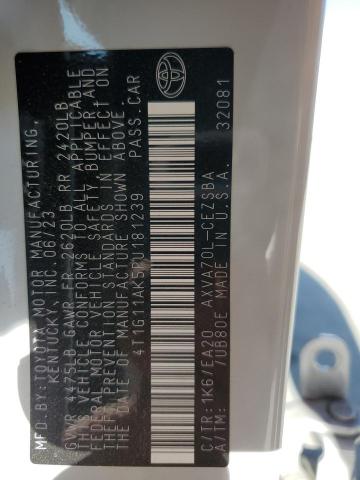 MFD BY:TOYOTA MOTOR MANUFACTURING,
KENTUCKY, INC. 06/23
GVWR 4475LB GAWR FR 2620LB RR 2420LB
THIS VEHICLE CONFORMS TO ALL APPLICABLE
FEDERAL MOTOR VEHICLE SAFETY, BUMPER AND
THEFT PREVENTION STANDARDS IN EFFECT ON
THE DATE OF MANUFACTURE SHOWN ABOVE.
4T1G11AK5PU181239 PASS.CAR
C/TR:1K6/EA20 AXVA70L-CEZSBA
A/TM: /UB80E MADE IN U.S.A. 32081